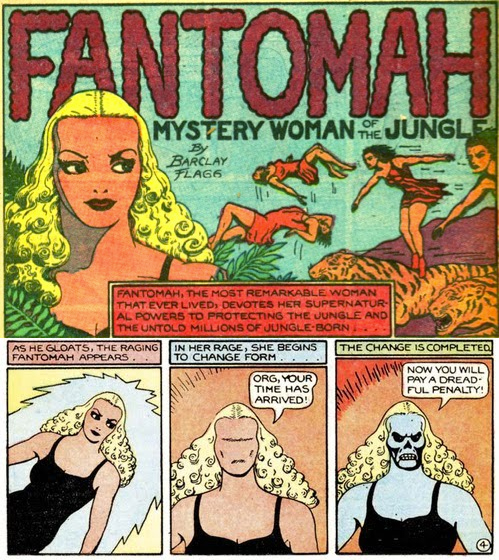 FANTOMAH
MYSTERY WOMAN OF THE JUNGLE
By
BARCLAY
FLAGG
FANTOMAH, THE MOST REMARKABLE WOMAN
THAT EVER LIVED, DEVOTES HER SUPERNATUR-
AL POWERS TO PROTECTING THE JUNGLE AND
THE UNTOLD MILLIONS OF JUNGLE-BORN . . . .
AS HE GLOATS, THE RAGING
FANTOMAH APPEARS . . .
IN HER RAGE, SHE BEGINS
TO CHANGE FORM . . . .
ORG, YOUR
TIME HAS
ARRIVED!
THE CHANGE IS COMPLETED
NOW YOU WILL
PAY A DREAD-
FUL PENALTY!
4